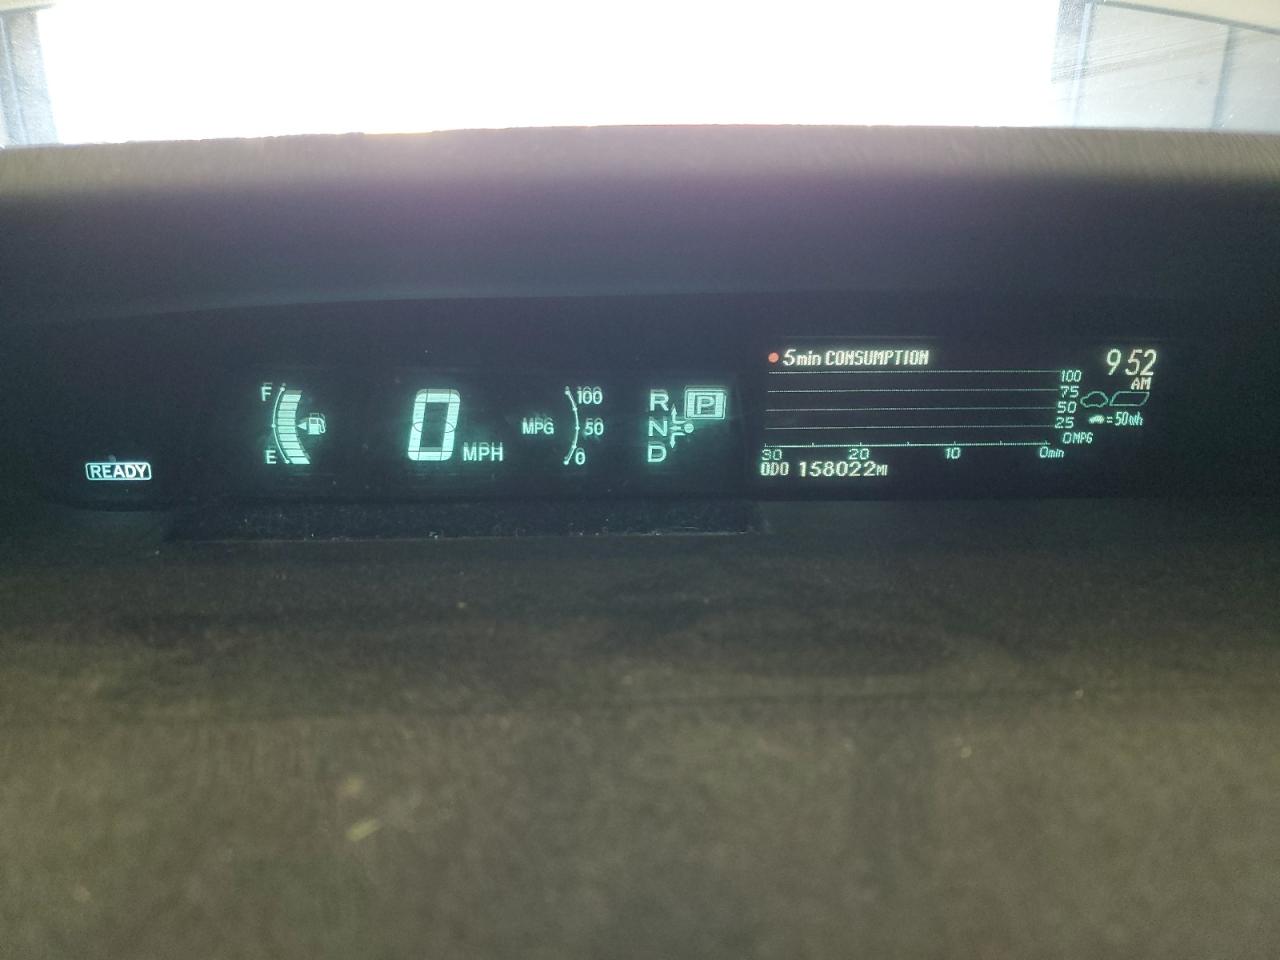 READY
F
E
0 MPH
MPG
100
50
0
R
N
D
P
5min CONSUMPTION
9 52
AM
100
75
50
25
0MPG
= 50Wh
30 20 10 0min
ODO 158022MI